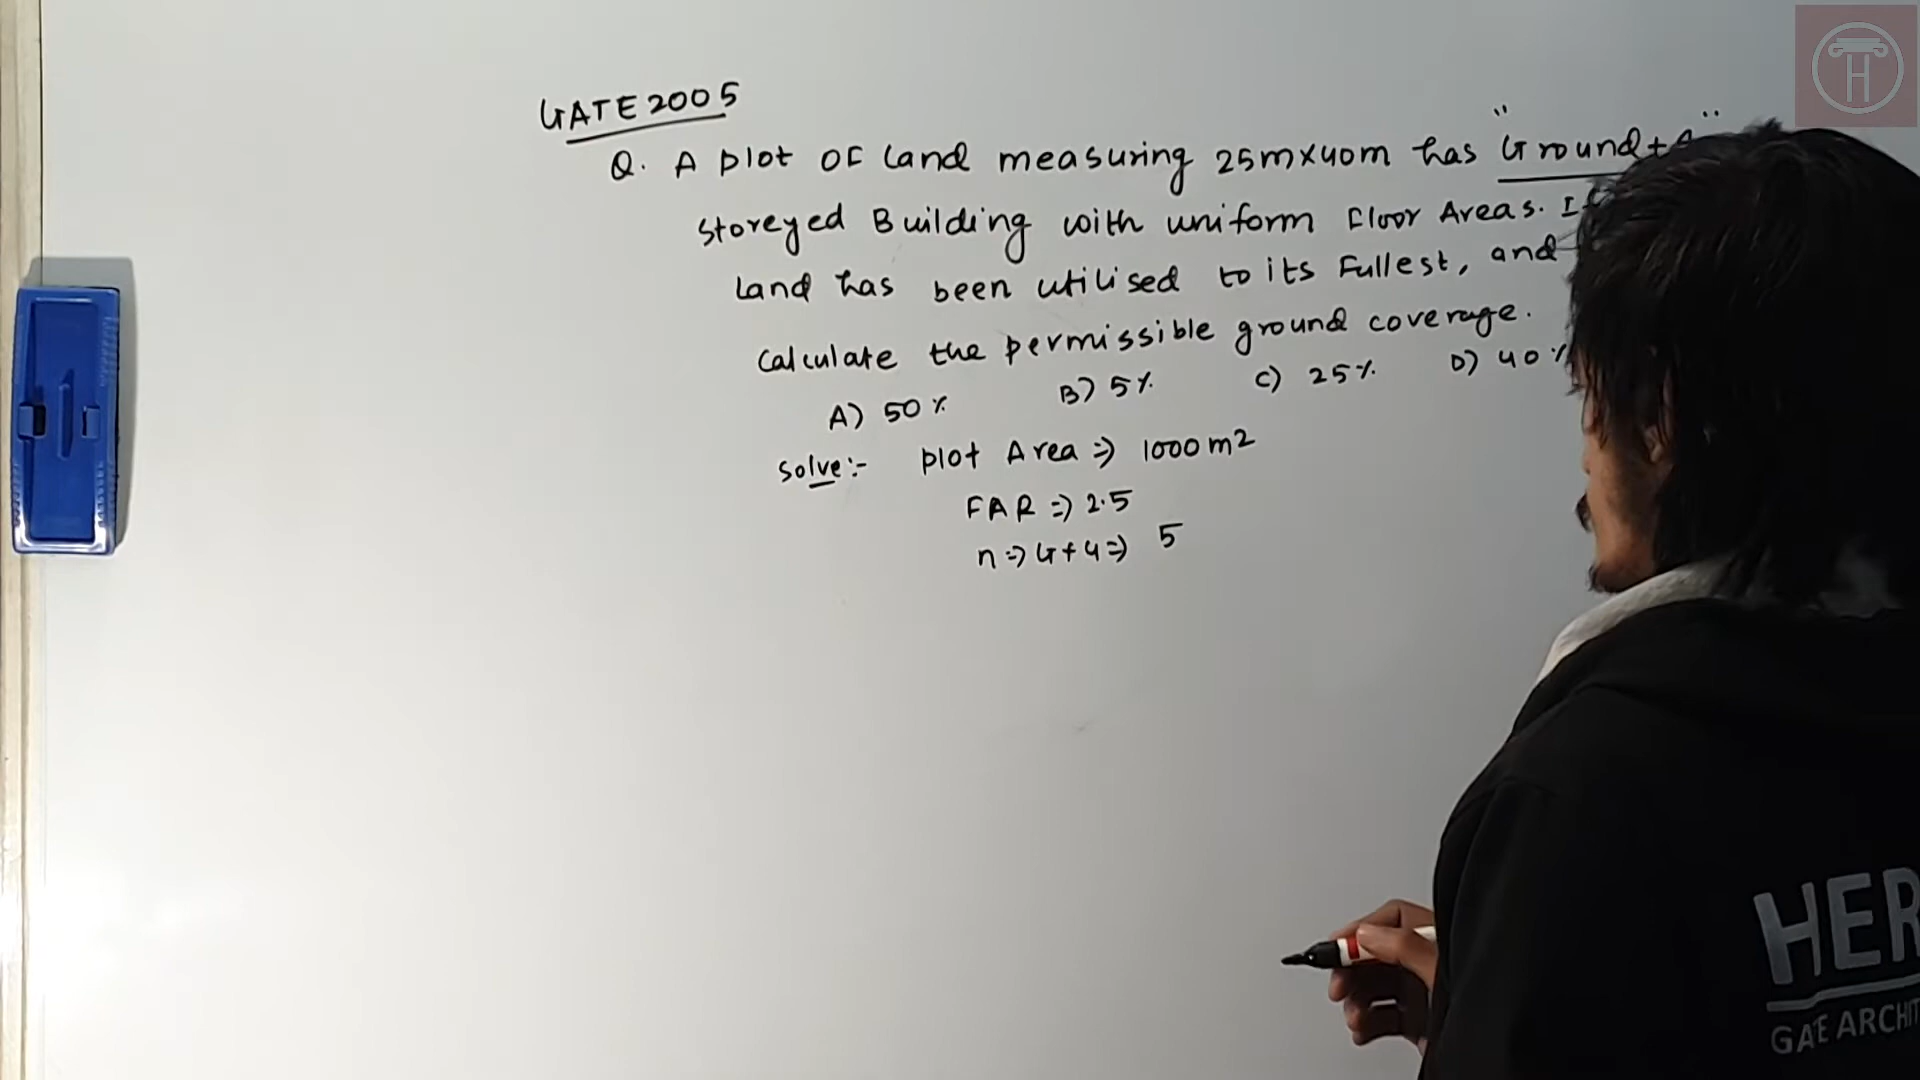 GATE 2005
Q. A plot of land measuring 25m×40m has "Ground+
storeyed Building with uniform Floor Areas. If
land has been utilised to its Fullest, and
calculate the permissible ground coverage.
A) 50% B) 5% C) 25% D) 40%
Solve:- plot Area => 1000 m2
FAR => 2.5
n => G+4 => 5
H
HER
GATE ARCHIT